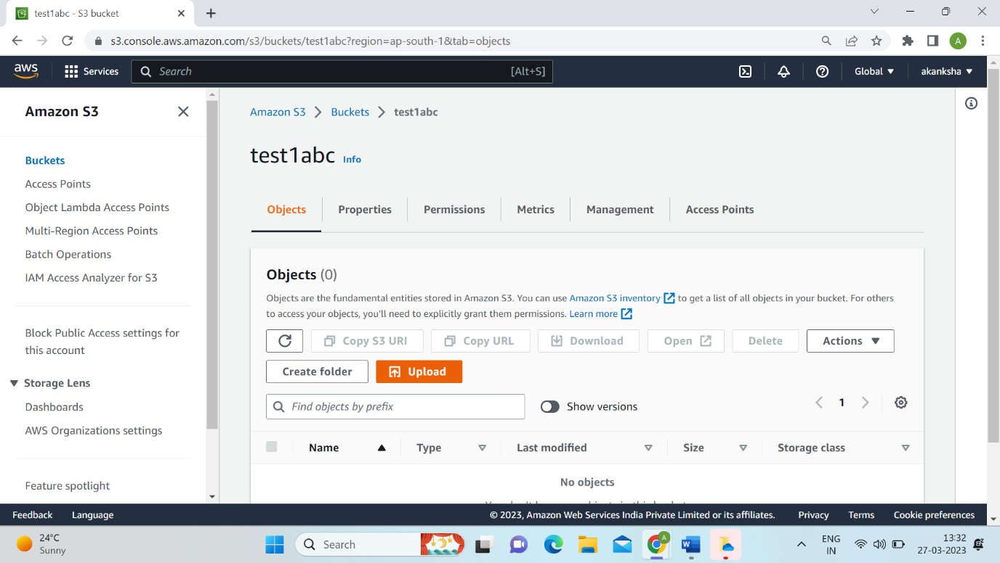 test1abc - S3 bucket
s3.console.aws.amazon.com/s3/buckets/test1abc?region=ap-south-1&tab=objects
A
aws
Services
Search
[Alt+S]
Global
akanksha
Amazon S3
Buckets
Access Points
Object Lambda Access Points
Multi-Region Access Points
Batch Operations
IAM Access Analyzer for S3
Block Public Access settings for
this account
Storage Lens
Dashboards
AWS Organizations settings
Feature spotlight
Amazon S3 > Buckets > test1abc
test1abc Info
Objects
Properties
Permissions
Metrics
Management
Access Points
Objects (0)
Objects are the fundamental entities stored in Amazon S3. You can use Amazon S3 inventory to get a list of all objects in your bucket. For others
to access your objects, you'll need to explicitly grant them permissions. Learn more
Copy S3 URI
Copy URL
Download
Open
Delete
Actions
Create folder
Upload
Find objects by prefix
Show versions
1
Name
Type
Last modified
Size
Storage class
No objects
Feedback
Language
© 2023, Amazon Web Services India Private Limited or its affiliates.
Privacy
Terms
Cookie preferences
24°C
Sunny
Search
A
ENG
IN
13:32
27-03-2023